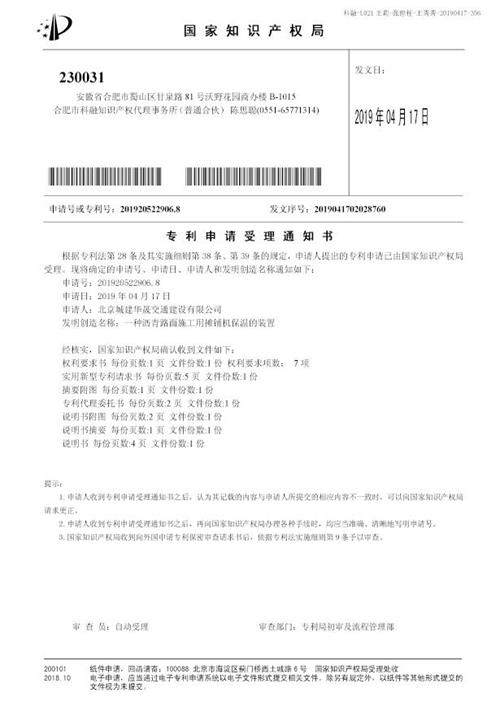 科融-L021 王莉-张世程-王菁菁-20190417-356
国家知识产权局
230031
发文日：
安徽省合肥市蜀山区甘泉路 81 号沃野花园商办楼 B-1015
合肥市科融知识产权代理事务所（普通合伙） 陈思聪(0551-65771314)
2019 年 04 月 17 日
申请号或专利号：201920522906.8
发文序号：2019041702028760
专利申请受理通知书
根据专利法第 28 条及其实施细则第 38 条、第 39 条的规定，申请人提出的专利申请已由国家知识产权局
受理。现将确定的申请号、申请日、申请人和发明创造名称通知如下：
申请号：201920522906.8
申请日：2019 年 04 月 17 日
申请人：北京城建华晟交通建设有限公司
发明创造名称：一种沥青路面施工用摊铺机保温的装置
经核实，国家知识产权局确认收到文件如下：
权利要求书 每份页数:1 页 文件份数:1 份 权利要求项数： 7 项
实用新型专利请求书 每份页数:5 页 文件份数:1 份
摘要附图 每份页数:1 页 文件份数:1 份
专利代理委托书 每份页数:2 页 文件份数:1 份
说明书附图 每份页数:2 页 文件份数:1 份
说明书摘要 每份页数:1 页 文件份数:1 份
说明书 每份页数:4 页 文件份数:1 份
提示：
1.申请人收到专利申请受理通知书之后，认为其记载的内容与申请人所提交的相应内容不一致时，可以向国家知识产权局
请求更正。
2.申请人收到专利申请受理通知书之后，再向国家知识产权局办理各种手续时，均应当准确、清晰地写明申请号。
3.国家知识产权局收到向外国申请专利保密审查请求书后，依据专利法实施细则第 9 条予以审查。
审 查 员：自动受理
审查部门：专利局初审及流程管理部
200101 纸件申请，回函请寄：100088 北京市海淀区蓟门桥西土城路 6 号 国家知识产权局受理处收
2018.10 电子申请，应当通过电子专利申请系统以电子文件形式提交相关文件。除另有规定外，以纸件等其他形式提交的
文件视为未提交。